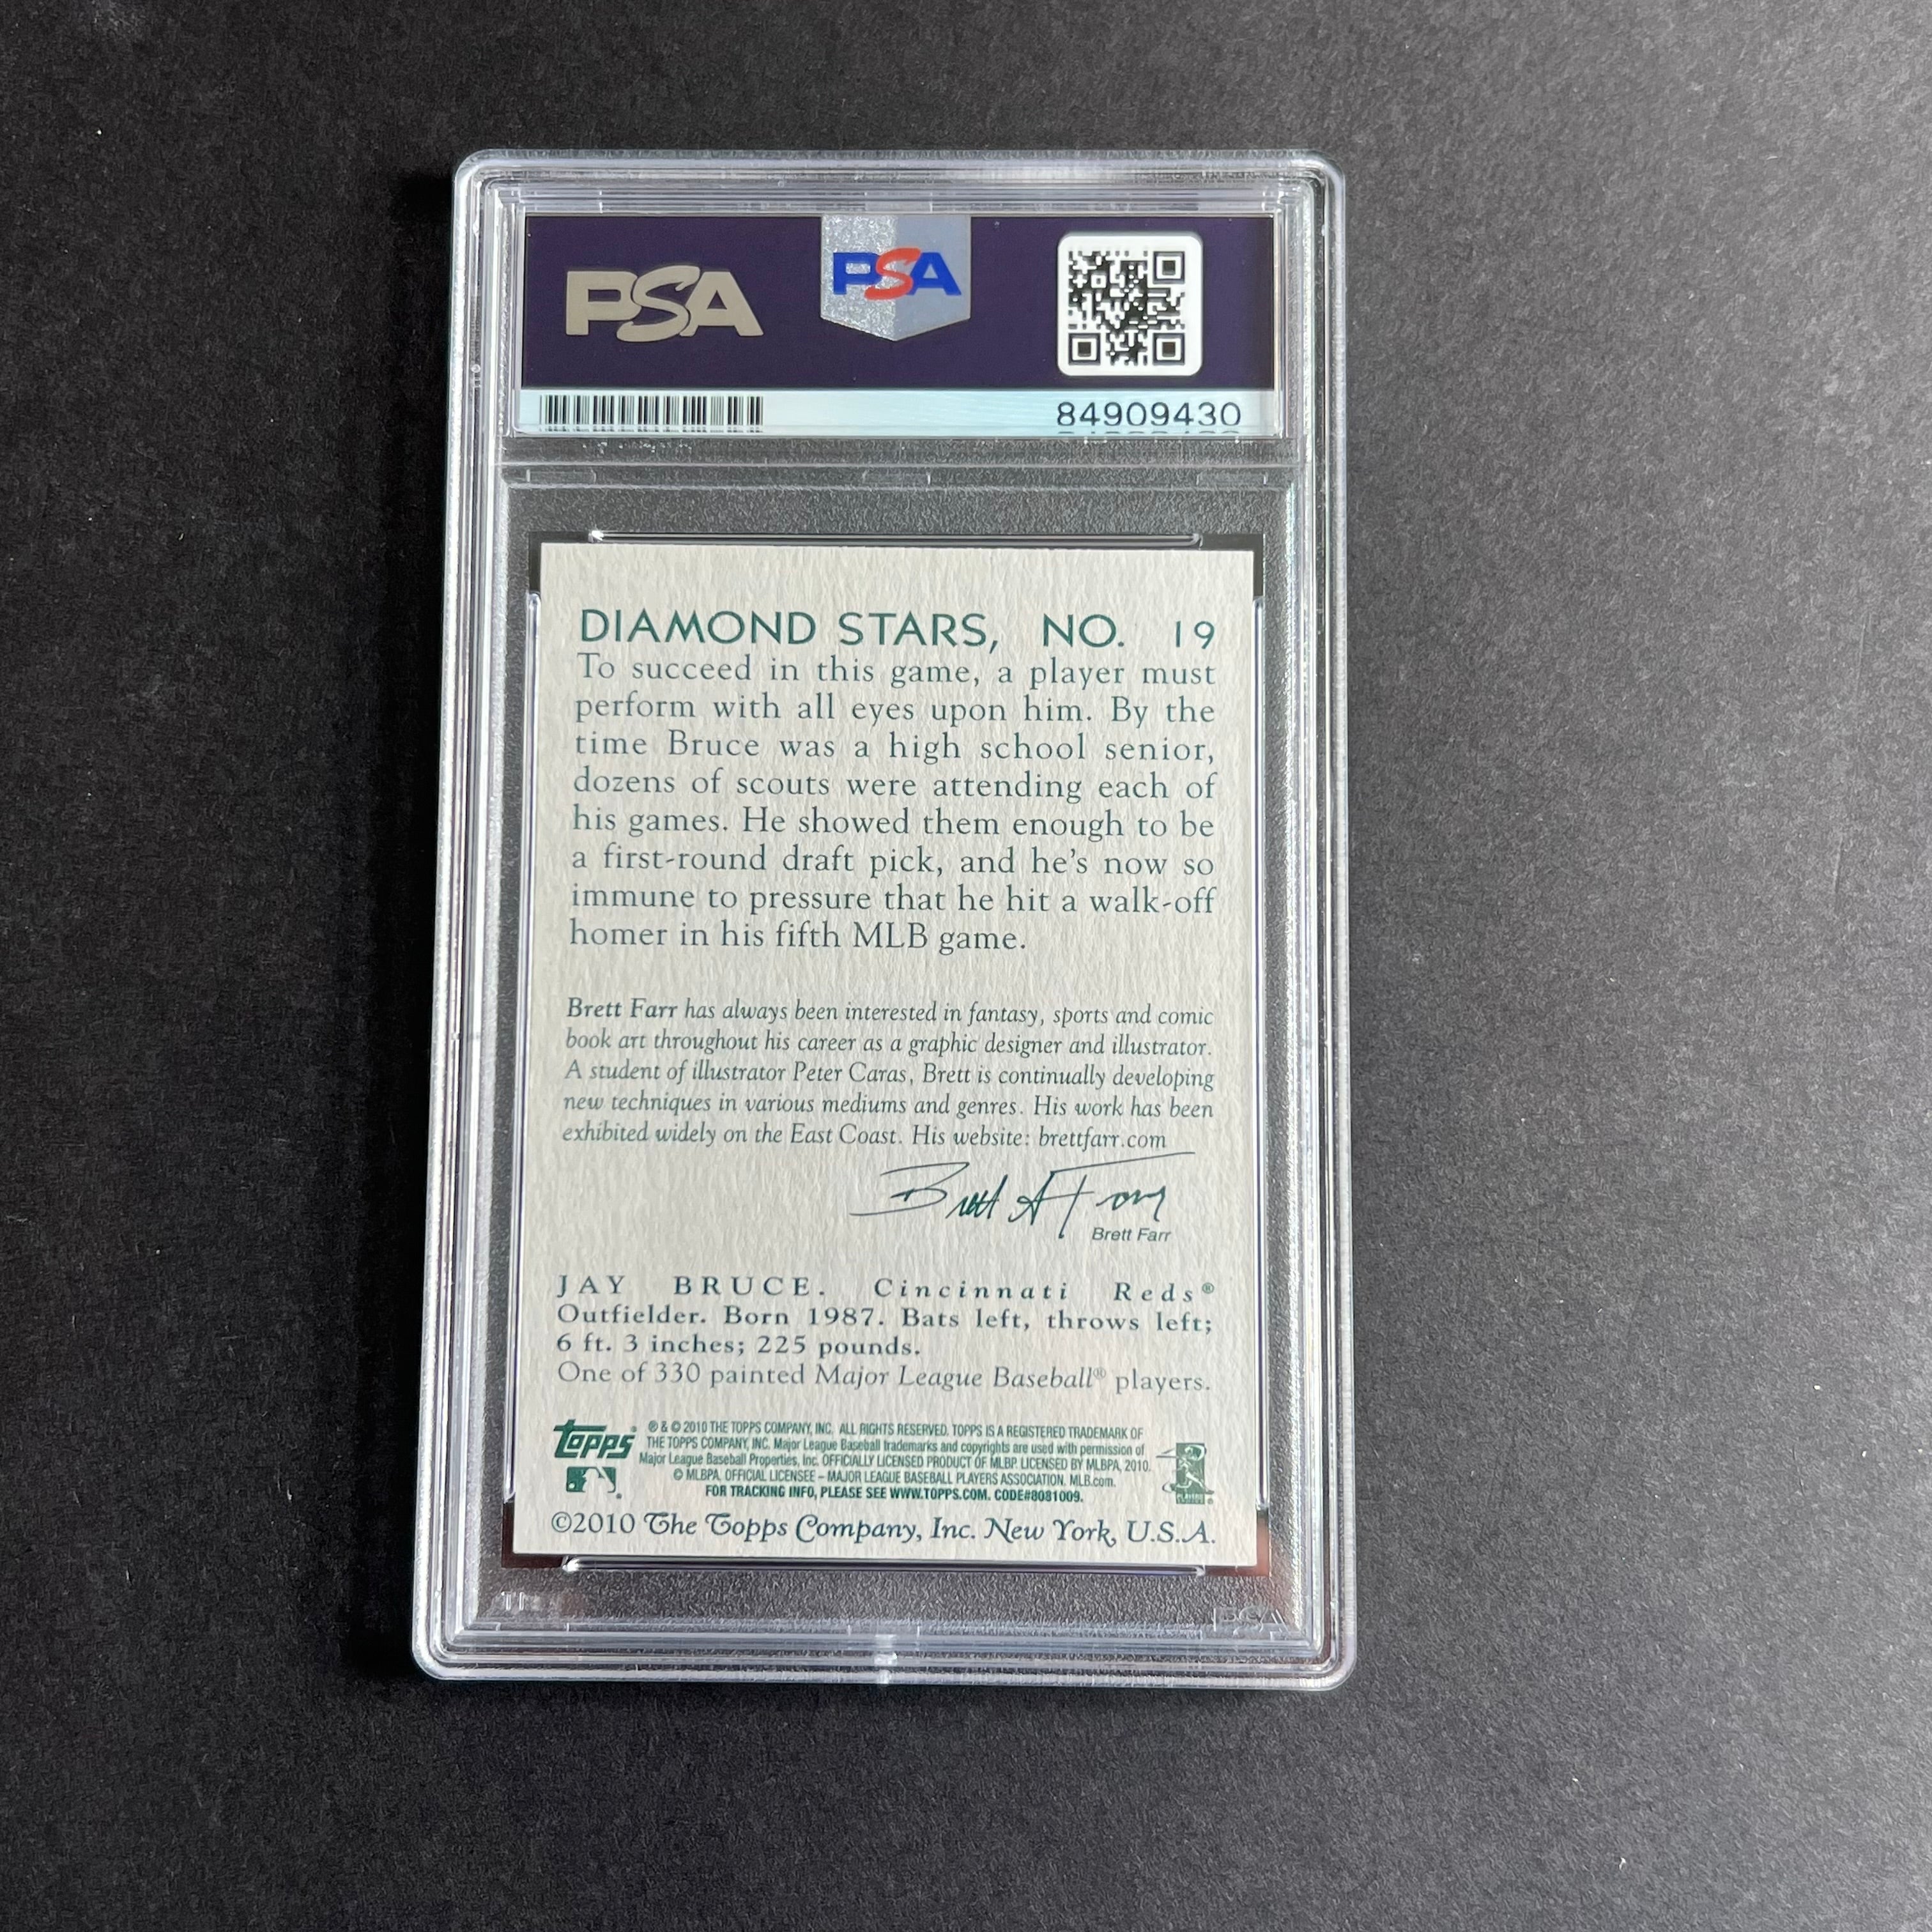 PSA
PSA
84909430
DIAMOND STARS, NO. 19
To succeed in this game, a player must
perform with all eyes upon him. By the
time Bruce was a high school senior,
dozens of scouts were attending each of
his games. He showed them enough to be
a first-round draft pick, and he's now so
immune to pressure that he hit a walk-off
homer in his fifth MLB game.
Brett Farr has always been interested in fantasy, sports and comic
book art throughout his career as a graphic designer and illustrator.
A student of illustrator Peter Caras, Brett is continually developing
new techniques in various mediums and genres. His work has been
exhibited widely on the East Coast. His website: brettfarr.com
Brett A Farr
Brett Farr
JAY BRUCE. Cincinnati Reds®
Outfielder. Born 1987. Bats left, throws left;
6 ft. 3 inches; 225 pounds.
One of 330 painted Major League Baseball® players.
topps
® & © 2010 THE TOPPS COMPANY, INC. ALL RIGHTS RESERVED. TOPPS IS A REGISTERED TRADEMARK OF
THE TOPPS COMPANY, INC. Major League Baseball trademarks and copyrights are used with permission of
Major League Baseball Properties, Inc. OFFICIALLY LICENSED PRODUCT OF MLBP. LICENSED BY MLBPA, 2010.
© MLBPA. OFFICIAL LICENSEE – MAJOR LEAGUE BASEBALL PLAYERS ASSOCIATION. MLB.com.
FOR TRACKING INFO, PLEASE SEE WWW.TOPPS.COM. CODE#8081009.
©2010 The Topps Company, Inc. New York, U.S.A.